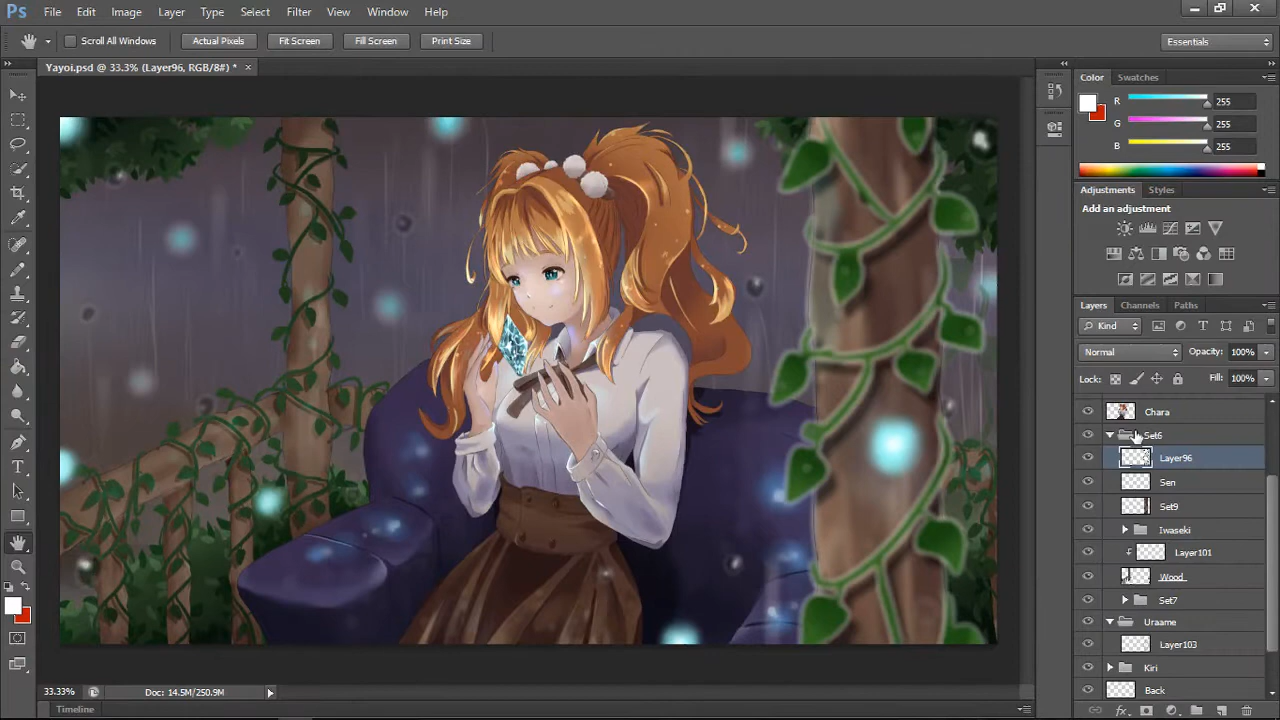 Ps File Edit Image Layer Type Select Filter View Window Help
Scroll All Windows Actual Pixels Fit Screen Fill Screen Print Size Essentials
Yayoi.psd @ 33.3% (Layer96, RGB/8#) * ×
Color Swatches
R 255
G 255
B 255
Adjustments Styles
Add an adjustment
Layers Channels Paths
Kind
Normal Opacity: 100%
Lock: Fill: 100%
Chara
Set6
Layer96
Sen
Set9
Iwaseki
Layer101
Wood
Set7
Uraame
Layer103
Kiri
Back
33.33% Doc: 14.5M/250.9M
Timeline